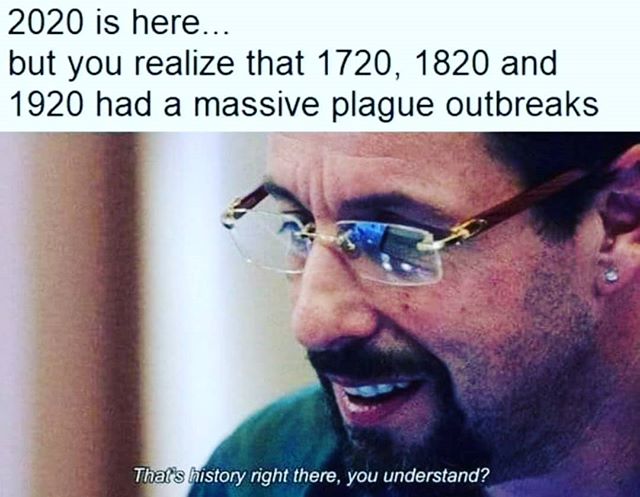 2020 is here...
but you realize that 1720, 1820 and
1920 had a massive plague outbreaks
That's history right there, you understand?